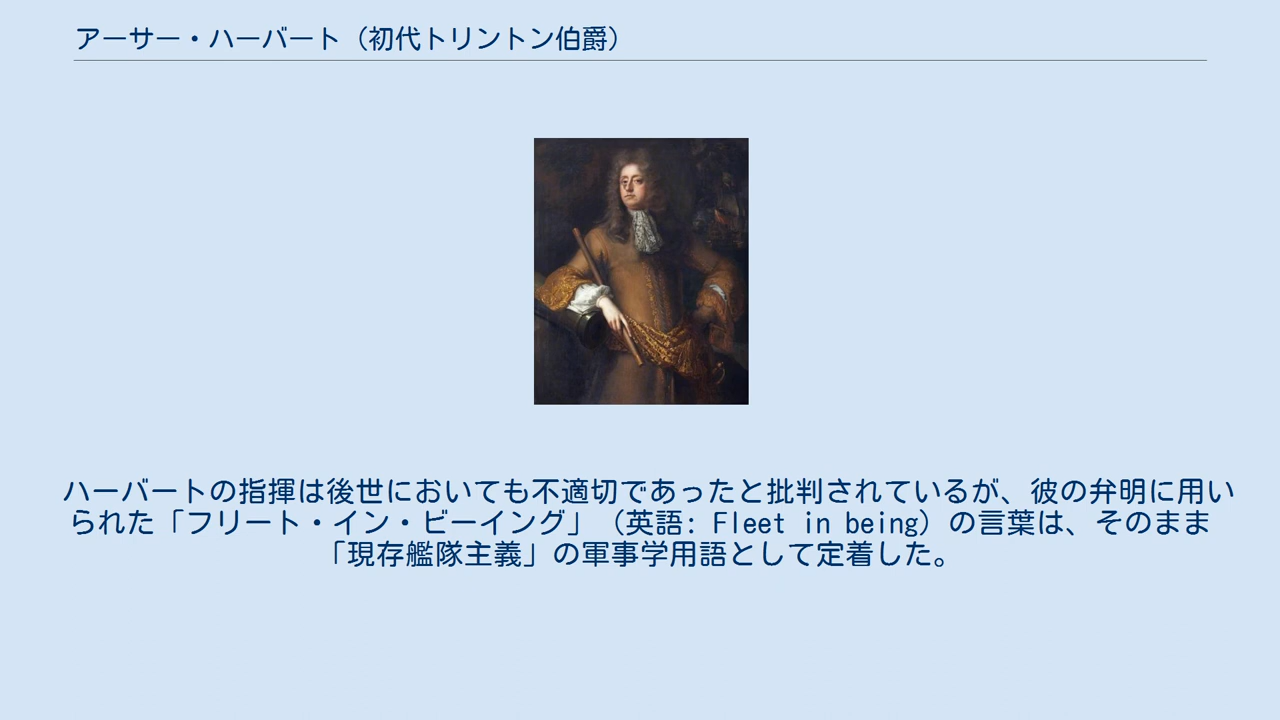 アーサー・ハーバート（初代トリントン伯爵）
ハーバートの指揮は後世においても不適切であったと批判されているが、彼の弁明に用い
られた「フリート・イン・ビーイング」（英語: Fleet in being）の言葉は、そのまま
「現存艦隊主義」の軍事学用語として定着した。